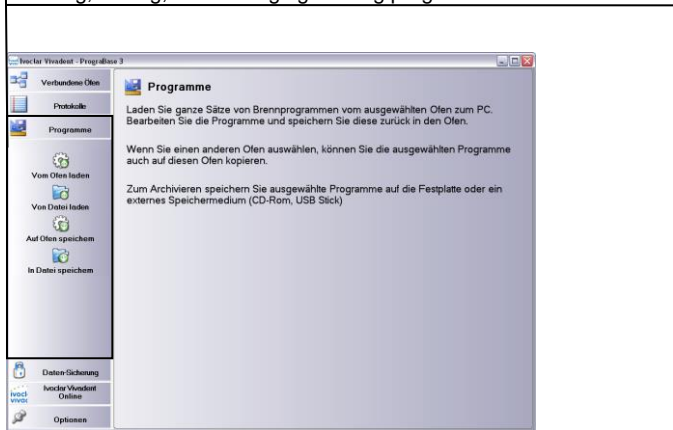 Ivoclar Vivadent - PrograBase 3
Verbundene Öfen
Protokolle
Programme
Vom Ofen laden
Von Datei laden
Auf Ofen speichern
In Datei speichern
Daten-Sicherung
Ivoclar Vivadent
Online
Optionen
Programme
Laden Sie ganze Sätze von Brennprogrammen vom ausgewählten Ofen zum PC.
Bearbeiten Sie die Programme und speichern Sie diese zurück in den Ofen.
Wenn Sie einen anderen Ofen auswählen, können Sie die ausgewählten Programme
auch auf diesen Ofen kopieren.
Zum Archivieren speichern Sie ausgewählte Programme auf die Festplatte oder ein
externes Speichermedium (CD-Rom, USB Stick)